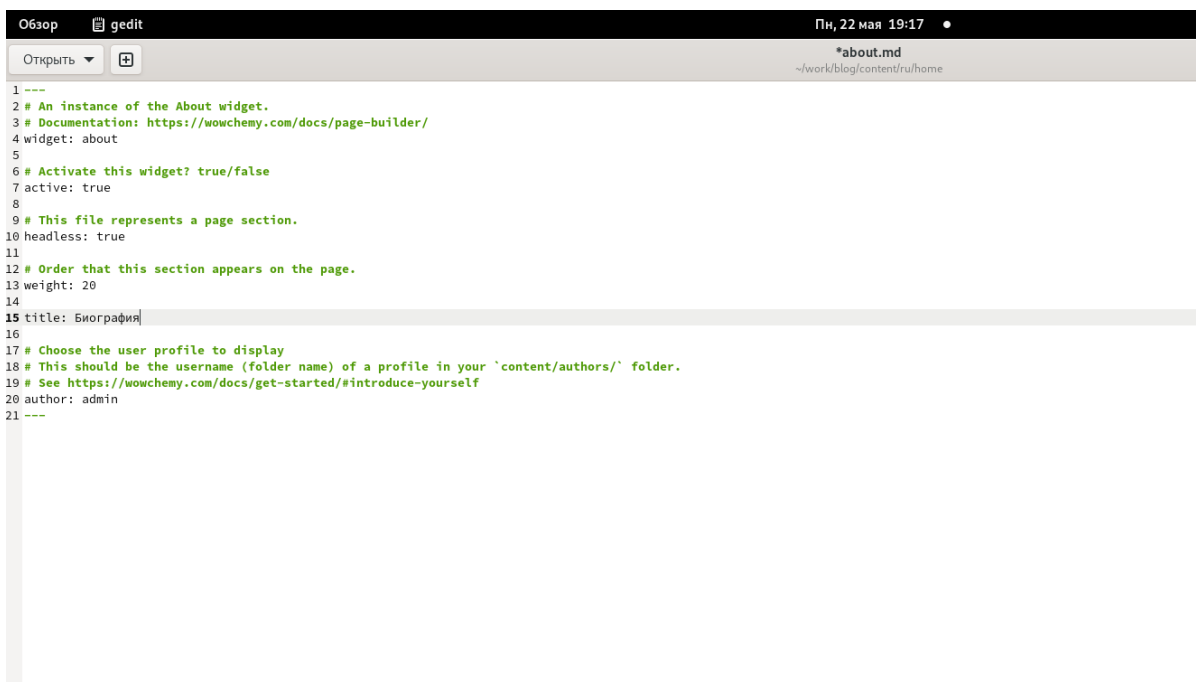 Обзор gedit Пн, 22 мая 19:17
Открыть *about.md
~/work/blog/content/ru/home
1 ---
2 # An instance of the About widget.
3 # Documentation: https://wowchemy.com/docs/page-builder/
4 widget: about
5
6 # Activate this widget? true/false
7 active: true
8
9 # This file represents a page section.
10 headless: true
11
12 # Order that this section appears on the page.
13 weight: 20
14
15 title: Биография
16
17 # Choose the user profile to display
18 # This should be the username (folder name) of a profile in your `content/authors/` folder.
19 # See https://wowchemy.com/docs/get-started/#introduce-yourself
20 author: admin
21 ---